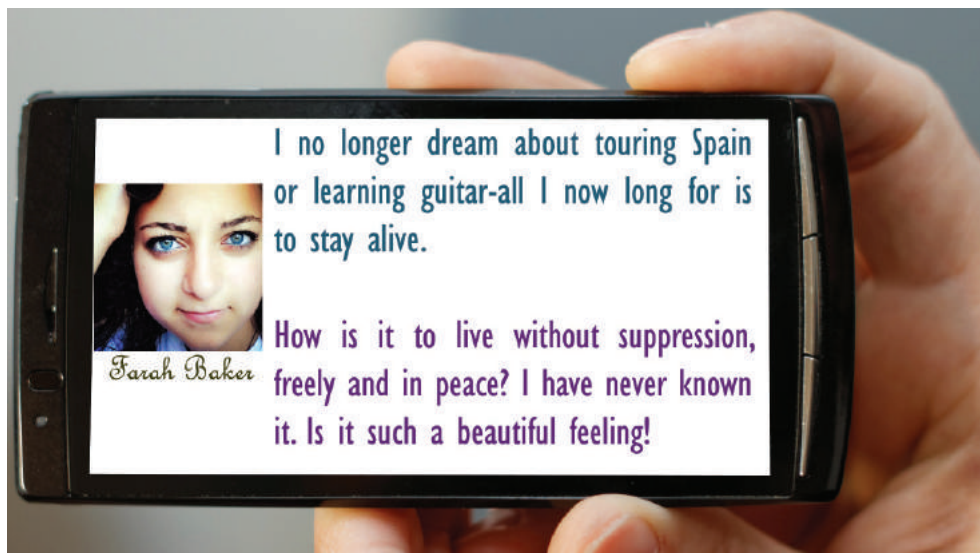 I no longer dream about touring Spain
or learning guitar-all I now long for is
to stay alive.
How is it to live without suppression,
freely and in peace? I have never known
it. Is it such a beautiful feeling!
Farah Baker